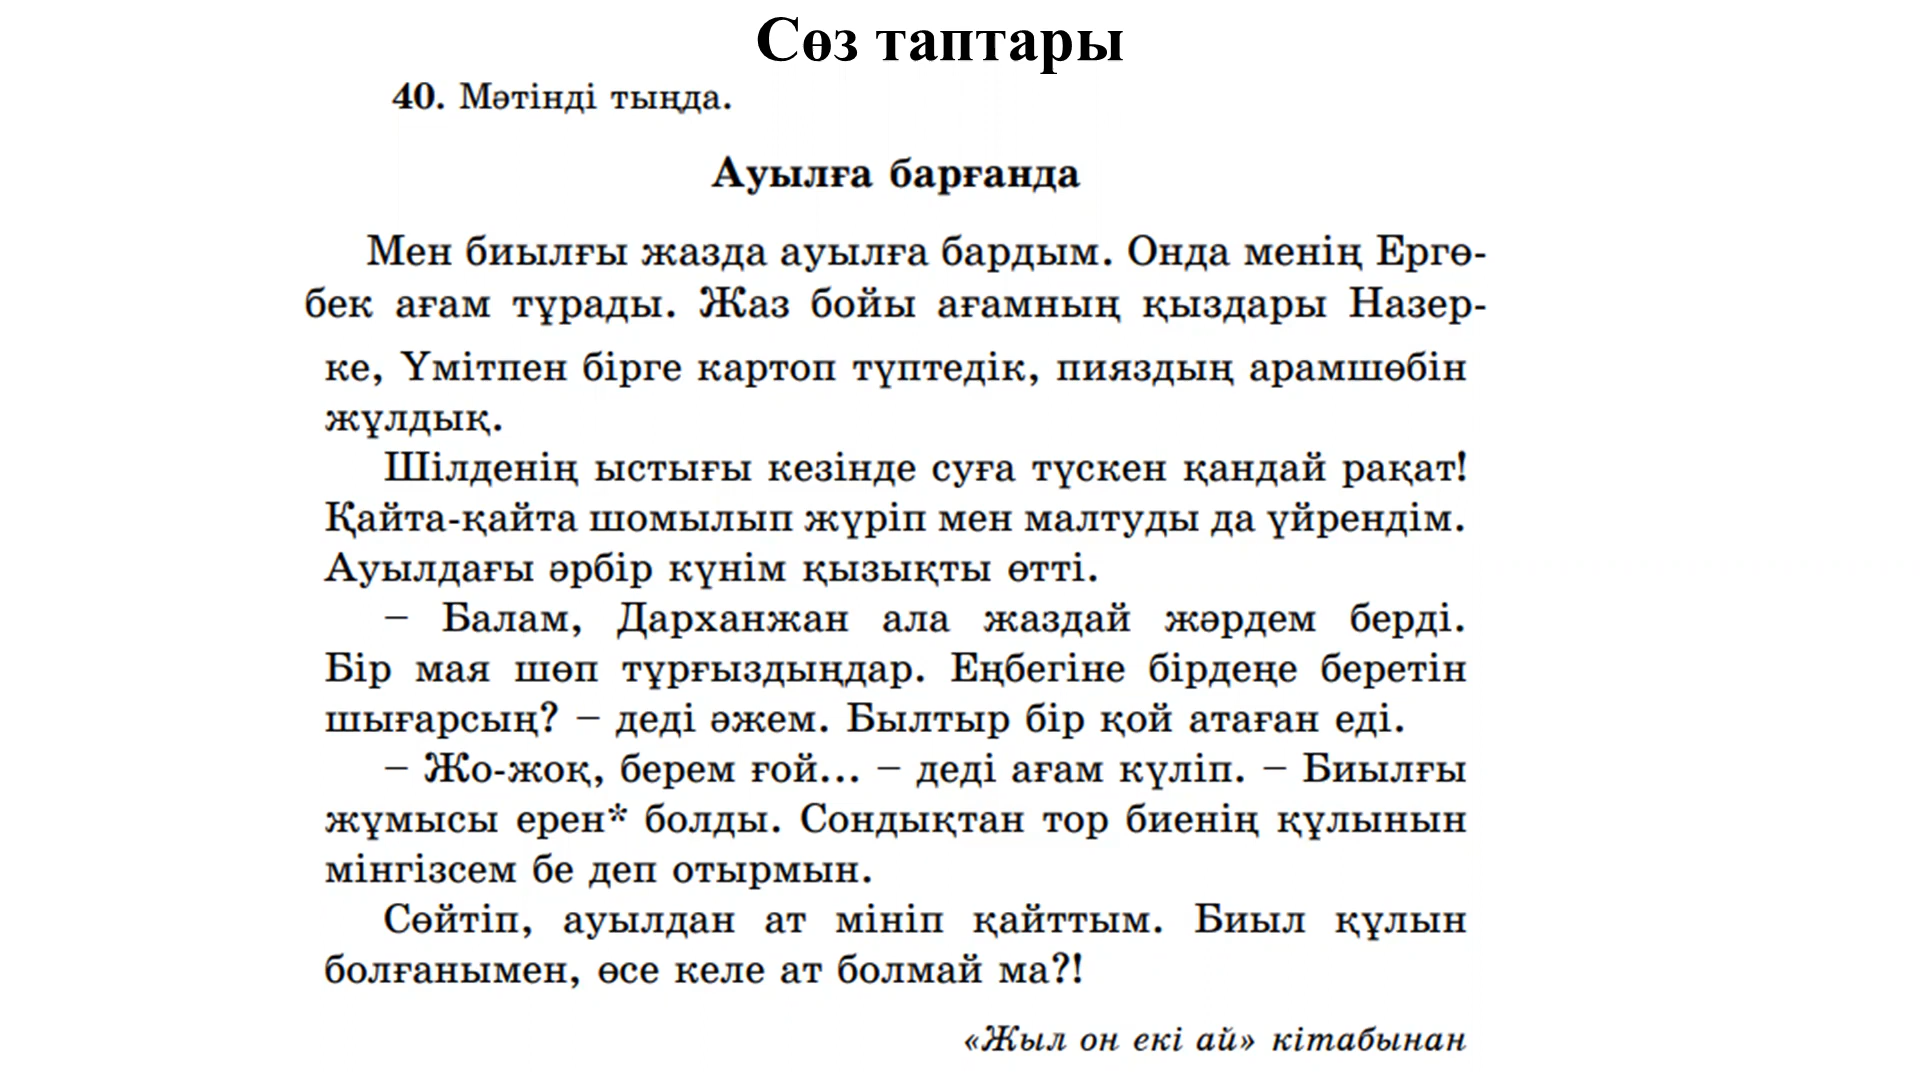 Сөз таптары
40. Мәтінді тыңда.
Ауылға барғанда
Мен биылғы жазда ауылға бардым. Онда менің Ергө-
бек ағам тұрады. Жаз бойы ағамның қыздары Назер-
ке, Үмітпен бірге картоп түптедік, пияздың арамшөбін
жұлдық.
Шілденің ыстығы кезінде суға түскен қандай рақат!
Қайта-қайта шомылып жүріп мен малтуды да үйрендім.
Ауылдағы әрбір күнім қызықты өтті.
– Балам, Дарханжан ала жаздай жәрдем берді.
Бір мая шөп тұрғыздыңдар. Еңбегіне бірдеңе беретін
шығарсың? – деді әжем. Былтыр бір қой атаған еді.
– Жо-жоқ, берем ғой... – деді ағам күліп. – Биылғы
жұмысы ерен* болды. Сондықтан тор биенің құлынын
мінгізсем бе деп отырмын.
Сөйтіп, ауылдан ат мініп қайттым. Биыл құлын
болғанымен, өсе келе ат болмай ма?!
«Жыл он екі ай» кітабынан